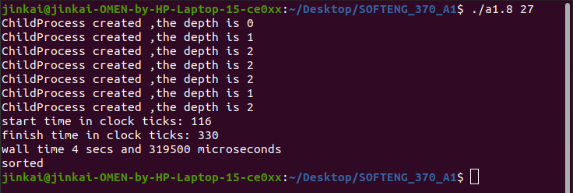 jinkai@jinkai-OMEN-by-HP-Laptop-15-ce0xx:~/Desktop/SOFTENG_370_A1$ ./a1.8 27
ChildProcess created ,the depth is 0
ChildProcess created ,the depth is 1
ChildProcess created ,the depth is 2
ChildProcess created ,the depth is 2
ChildProcess created ,the depth is 2
ChildProcess created ,the depth is 1
ChildProcess created ,the depth is 2
start time in clock ticks: 116
finish time in clock ticks: 330
wall time 4 secs and 319500 microseconds
sorted
jinkai@jinkai-OMEN-by-HP-Laptop-15-ce0xx:~/Desktop/SOFTENG_370_A1$